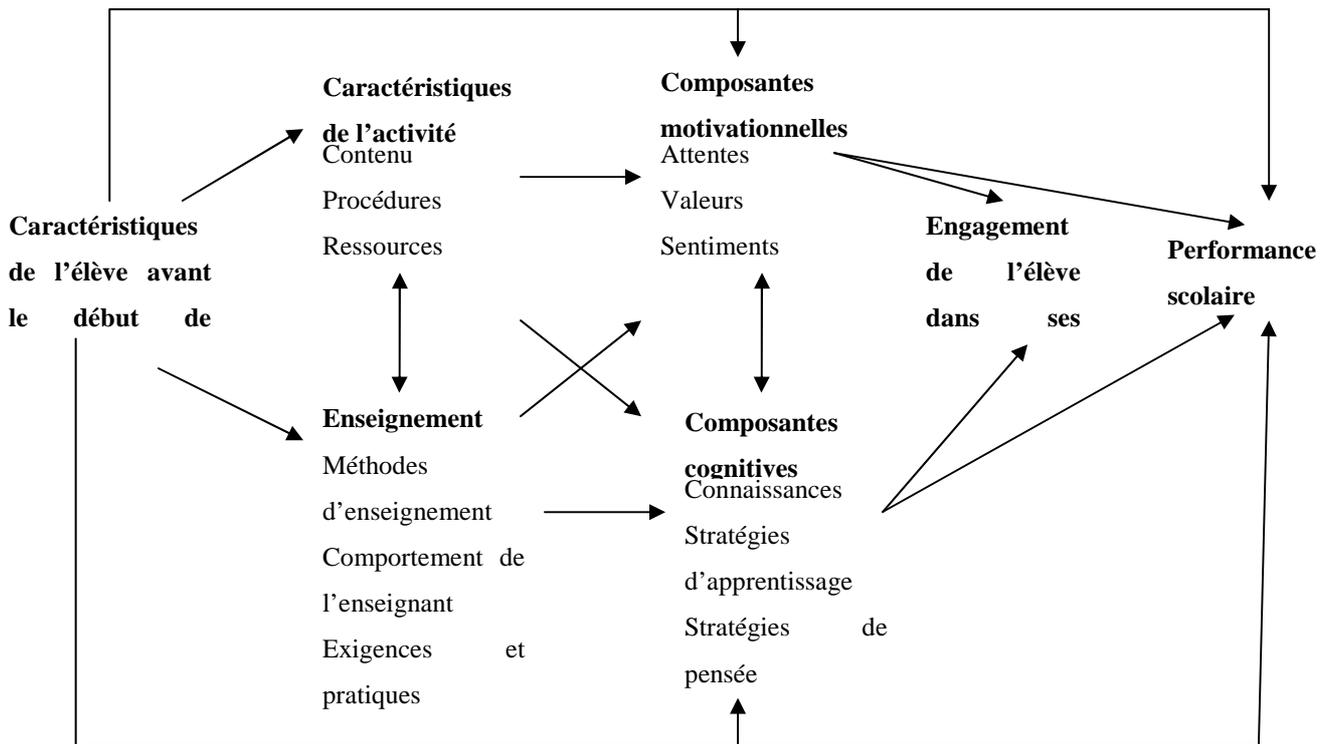 Caractéristiques
de l’élève avant
le début de
Caractéristiques
de l’activité
Contenu
Procédures
Ressources
Enseignement
Méthodes
d’enseignement
Comportement de
l’enseignant
Exigences et
pratiques
Composantes
motivationnelles
Attentes
Valeurs
Sentiments
Composantes
cognitives
Connaissances
Stratégies
d’apprentissage
Stratégies de
pensée
Engagement
de l’élève
dans ses
Performance
scolaire